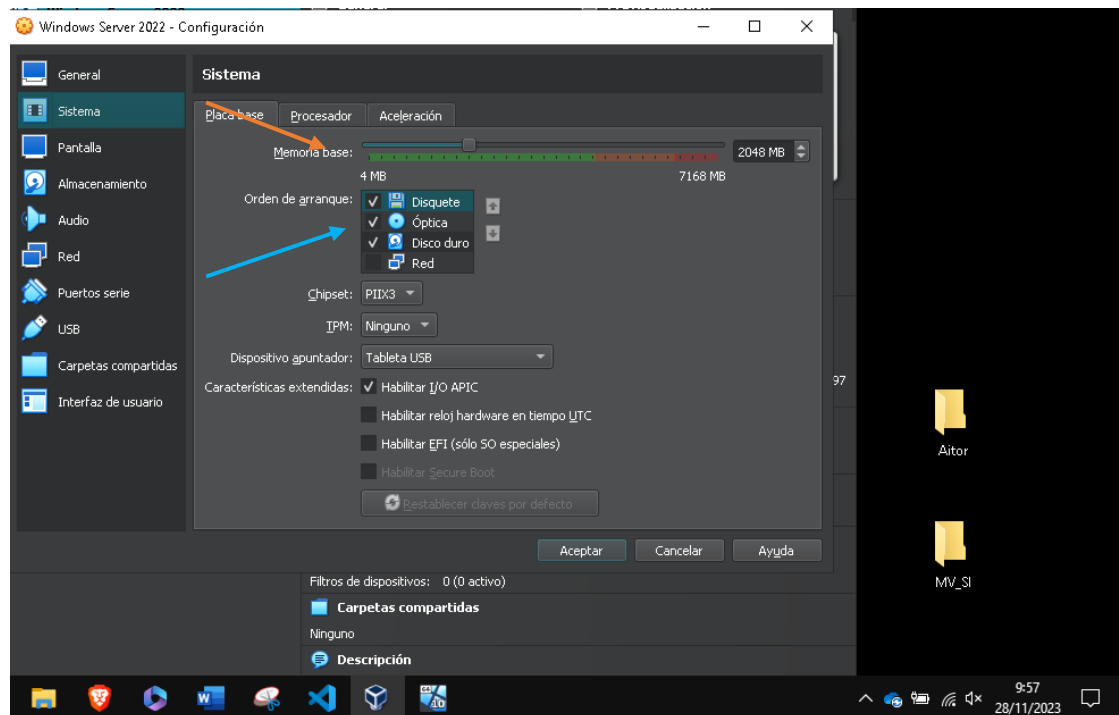 Windows Server 2022 - Configuración
General
Sistema
Pantalla
Almacenamiento
Audio
Red
Puertos serie
USB
Carpetas compartidas
Interfaz de usuario
Sistema
Placa base Procesador Aceleración
Memoria base: 2048 MB
4 MB 7168 MB
Orden de arranque: Disquete
Óptica
Disco duro
Red
Chipset: PIIX3
TPM: Ninguno
Dispositivo apuntador: Tableta USB
Características extendidas: Habilitar I/O APIC
Habilitar reloj hardware en tiempo UTC
Habilitar EFI (sólo SO especiales)
Habilitar Secure Boot
Restablecer claves por defecto
Aceptar Cancelar Ayuda
97
Filtros de dispositivos: 0 (0 activo)
Carpetas compartidas
Ninguno
Descripción
Aitor
MV_SI
9:57
28/11/2023